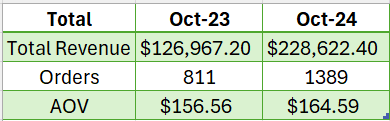 Total Oct-23 Oct-24
Total Revenue $126,967.20 $228,622.40
Orders 811 1389
AOV $156.56 $164.59